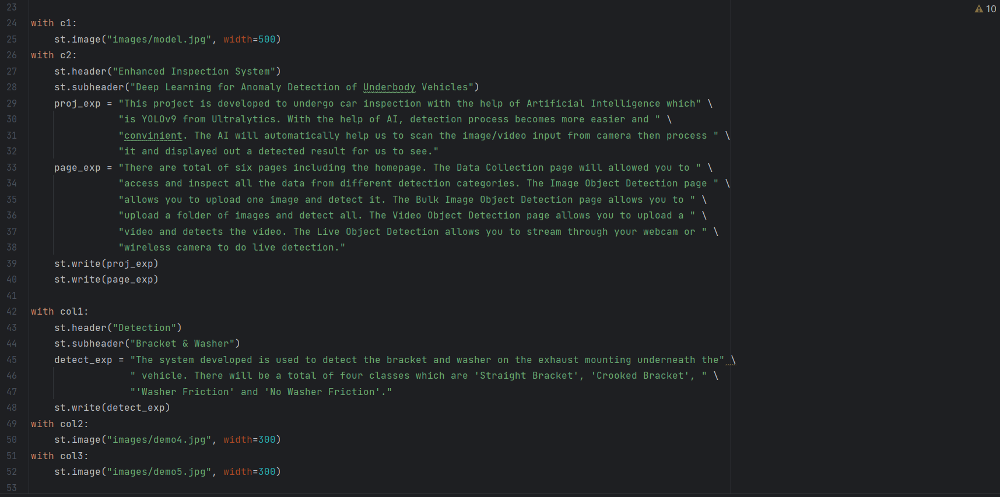 10
23
24 with c1:
25     st.image("images/model.jpg", width=500)
26 with c2:
27     st.header("Enhanced Inspection System")
28     st.subheader("Deep Learning for Anomaly Detection of Underbody Vehicles")
29     proj_exp = "This project is developed to undergo car inspection with the help of Artificial Intelligence which" \
30                "is YOLOv9 from Ultralytics. With the help of AI, detection process becomes more easier and " \
31                "convinient. The AI will automatically help us to scan the image/video input from camera then process " \
32                "it and displayed out a detected result for us to see."
33     page_exp = "There are total of six pages including the homepage. The Data Collection page will allowed you to " \
34                "access and inspect all the data from different detection categories. The Image Object Detection page " \
35                "allows you to upload one image and detect it. The Bulk Image Object Detection page allows you to " \
36                "upload a folder of images and detect all. The Video Object Detection page allows you to upload a " \
37                "video and detects the video. The Live Object Detection allows you to stream through your webcam or " \
38                "wireless camera to do live detection."
39     st.write(proj_exp)
40     st.write(page_exp)
41
42 with col1:
43     st.header("Detection")
44     st.subheader("Bracket & Washer")
45     detect_exp = "The system developed is used to detect the bracket and washer on the exhaust mounting underneath the" \
46                  " vehicle. There will be a total of four classes which are 'Straight Bracket', 'Crooked Bracket', " \
47                  "'Washer Friction' and 'No Washer Friction'."
48     st.write(detect_exp)
49 with col2:
50     st.image("images/demo4.jpg", width=300)
51 with col3:
52     st.image("images/demo5.jpg", width=300)
53